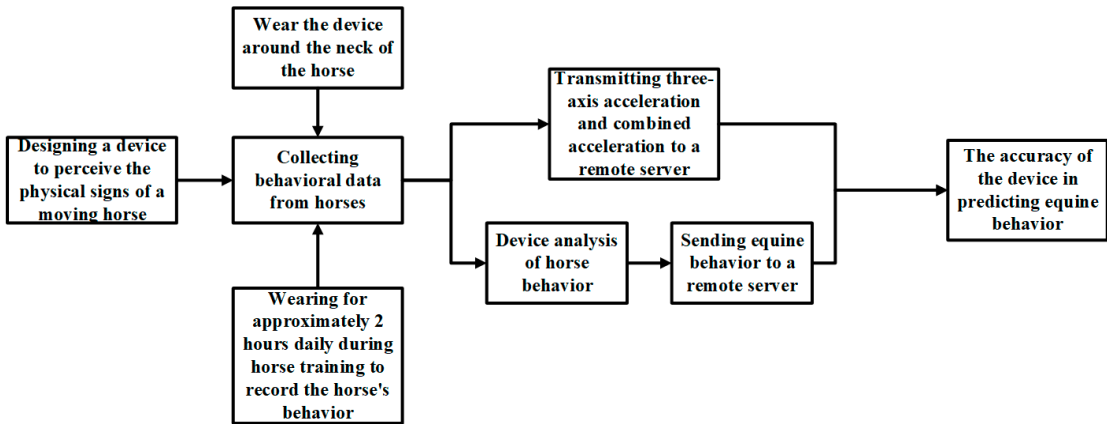 Wear the device
around the neck of
the horse
Designing a device
to perceive the
physical signs of a
moving horse
Collecting
behavioral data
from horses
Wearing for
approximately 2
hours daily during
horse training to
record the horse's
behavior
Transmitting three-
axis acceleration
and combined
acceleration to a
remote server
Device analysis
of horse
behavior
Sending equine
behavior to a
remote server
The accuracy of
the device in
predicting equine
behavior